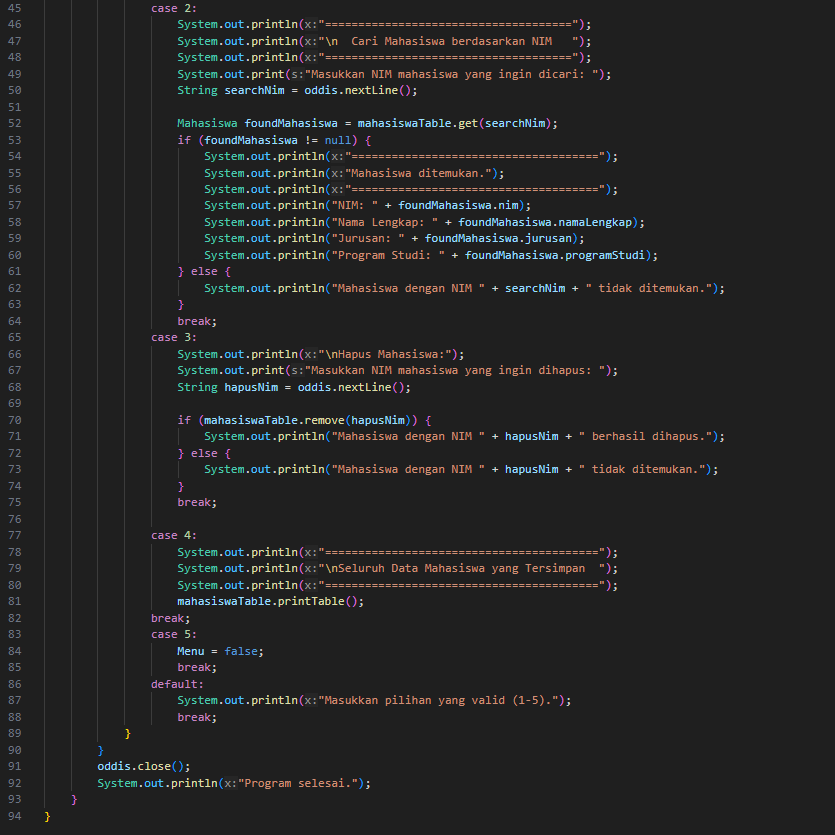 45 case 2:
46 System.out.println(x:"=====================================");
47 System.out.println(x:"\n  Cari Mahasiswa berdasarkan NIM   ");
48 System.out.println(x:"=====================================");
49 System.out.print(s:"Masukkan NIM mahasiswa yang ingin dicari: ");
50 String searchNim = oddis.nextLine();
51
52 Mahasiswa foundMahasiswa = mahasiswaTable.get(searchNim);
53 if (foundMahasiswa != null) {
54 System.out.println(x:"=====================================");
55 System.out.println(x:"Mahasiswa ditemukan.");
56 System.out.println(x:"=====================================");
57 System.out.println("NIM: " + foundMahasiswa.nim);
58 System.out.println("Nama Lengkap: " + foundMahasiswa.namaLengkap);
59 System.out.println("Jurusan: " + foundMahasiswa.jurusan);
60 System.out.println("Program Studi: " + foundMahasiswa.programStudi);
61 } else {
62 System.out.println("Mahasiswa dengan NIM " + searchNim + " tidak ditemukan.");
63 }
64 break;
65 case 3:
66 System.out.println(x:"\nHapus Mahasiswa:");
67 System.out.print(s:"Masukkan NIM mahasiswa yang ingin dihapus: ");
68 String hapusNim = oddis.nextLine();
69
70 if (mahasiswaTable.remove(hapusNim)) {
71 System.out.println("Mahasiswa dengan NIM " + hapusNim + " berhasil dihapus.");
72 } else {
73 System.out.println("Mahasiswa dengan NIM " + hapusNim + " tidak ditemukan.");
74 }
75 break;
76
77 case 4:
78 System.out.println(x:"=========================================");
79 System.out.println(x:"\nSeluruh Data Mahasiswa yang Tersimpan  ");
80 System.out.println(x:"=========================================");
81 mahasiswaTable.printTable();
82 break;
83 case 5:
84 Menu = false;
85 break;
86 default:
87 System.out.println(x:"Masukkan pilihan yang valid (1-5).");
88 break;
89 }
90 }
91 oddis.close();
92 System.out.println(x:"Program selesai.");
93 }
94 }